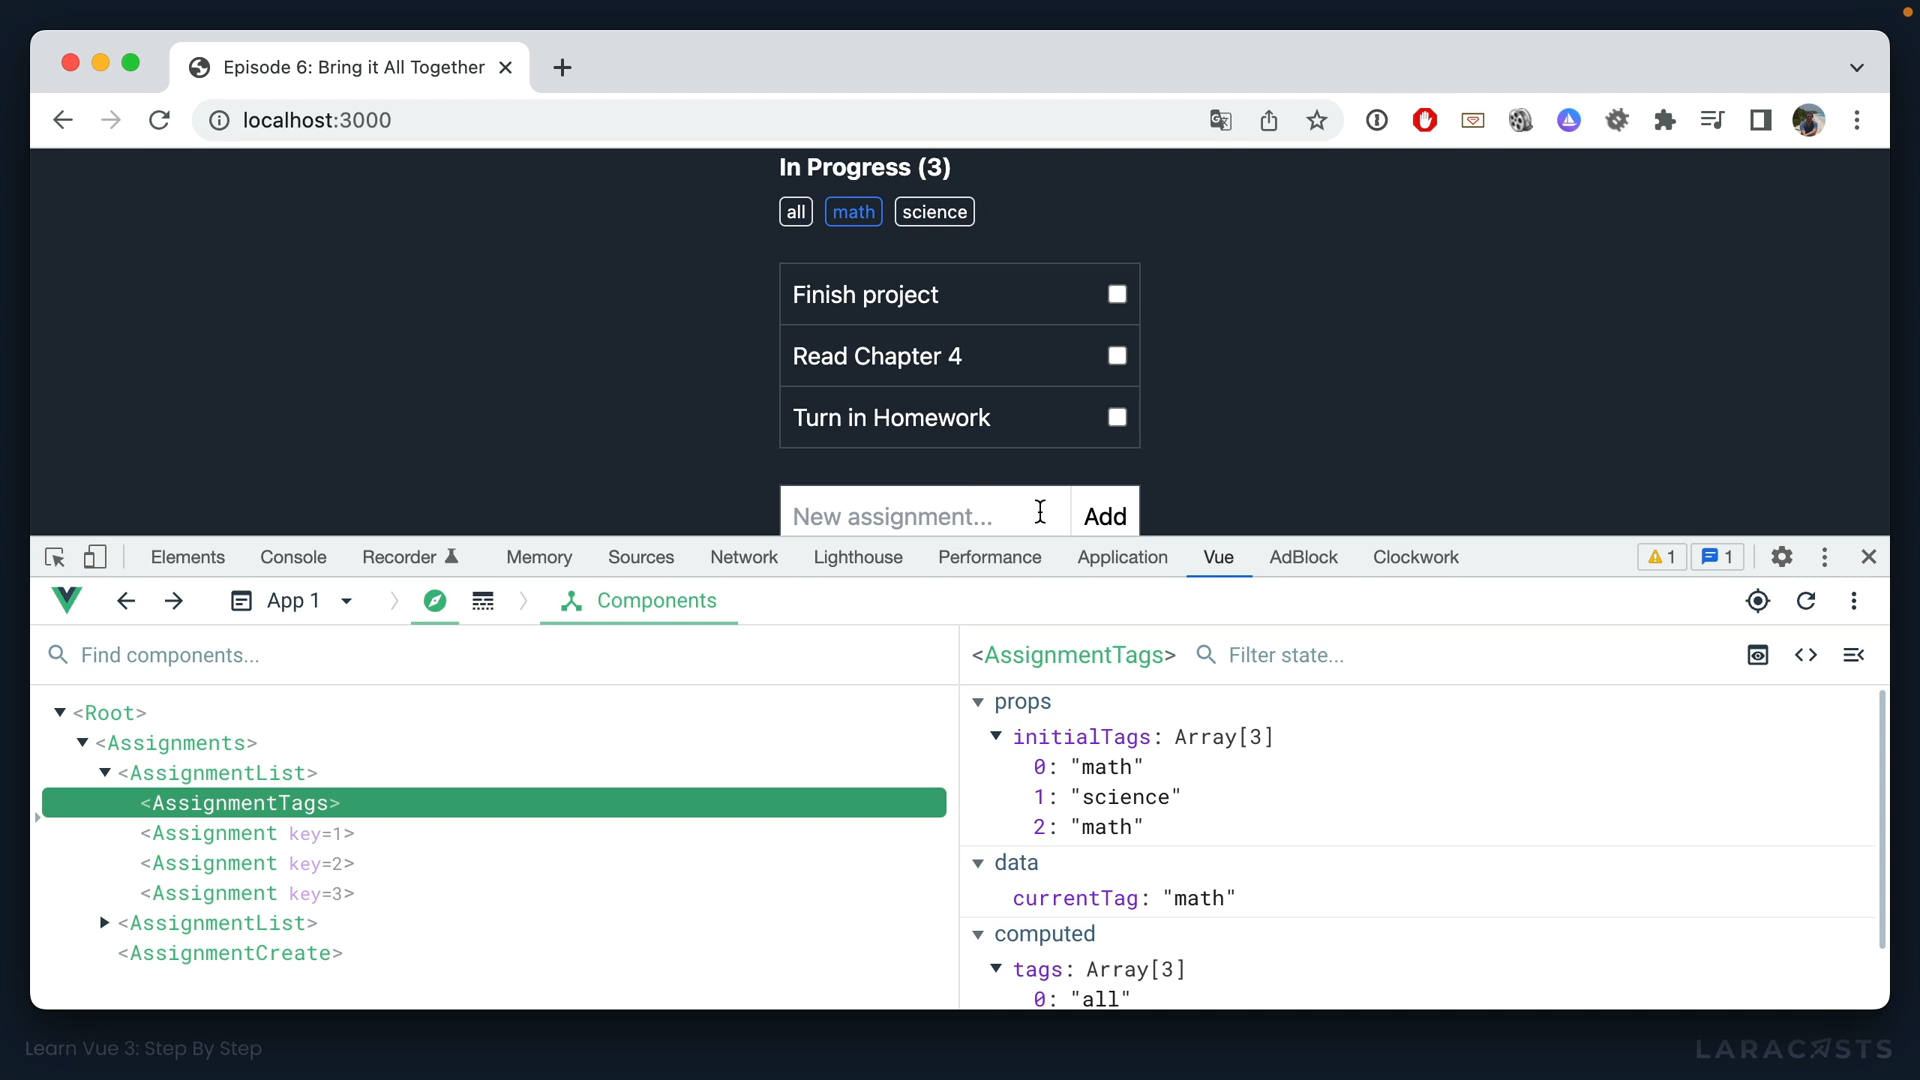 Episode 6: Bring it All Together
localhost:3000
In Progress (3)
all math science
Finish project
Read Chapter 4
Turn in Homework
New assignment... Add
Elements Console Recorder Memory Sources Network Lighthouse Performance Application Vue AdBlock Clockwork 1 1
App 1 Components
Find components...
<Root>
<Assignments>
<AssignmentList>
<AssignmentTags>
<Assignment key=1>
<Assignment key=2>
<Assignment key=3>
<AssignmentList>
<AssignmentCreate>
<AssignmentTags> Filter state...
props
initialTags: Array[3]
0: "math"
1: "science"
2: "math"
data
currentTag: "math"
computed
tags: Array[3]
0: "all"
Learn Vue 3: Step By Step
LARACASTS